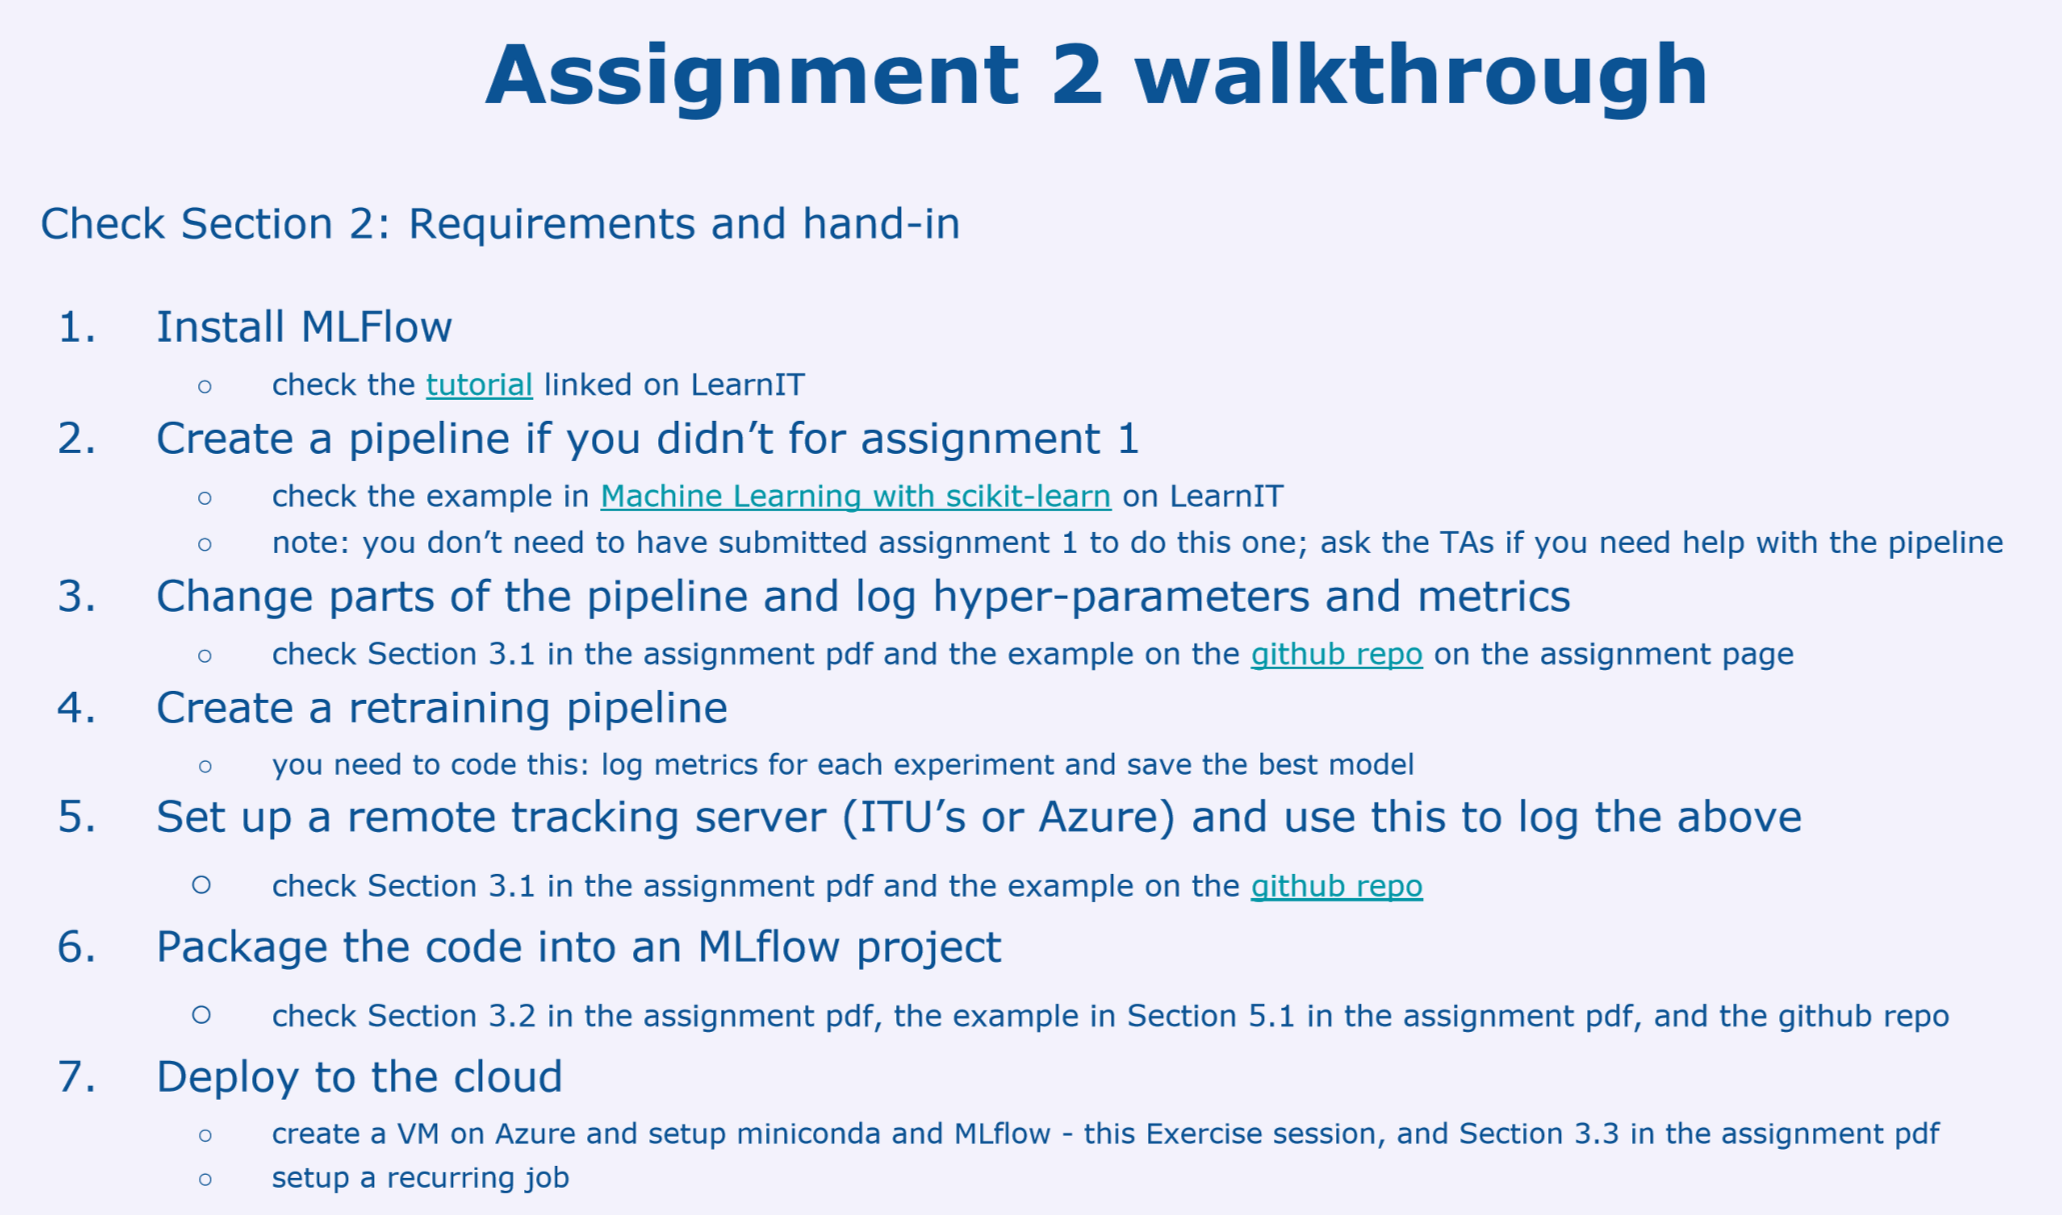 Assignment 2 walkthrough
Check Section 2: Requirements and hand-in
1. Install MLFlow
○ check the tutorial linked on LearnIT
2. Create a pipeline if you didn’t for assignment 1
○ check the example in Machine Learning with scikit-learn on LearnIT
○ note: you don’t need to have submitted assignment 1 to do this one; ask the TAs if you need help with the pipeline
3. Change parts of the pipeline and log hyper-parameters and metrics
○ check Section 3.1 in the assignment pdf and the example on the github repo on the assignment page
4. Create a retraining pipeline
○ you need to code this: log metrics for each experiment and save the best model
5. Set up a remote tracking server (ITU’s or Azure) and use this to log the above
○ check Section 3.1 in the assignment pdf and the example on the github repo
6. Package the code into an MLflow project
○ check Section 3.2 in the assignment pdf, the example in Section 5.1 in the assignment pdf, and the github repo
7. Deploy to the cloud
○ create a VM on Azure and setup miniconda and MLflow - this Exercise session, and Section 3.3 in the assignment pdf
○ setup a recurring job